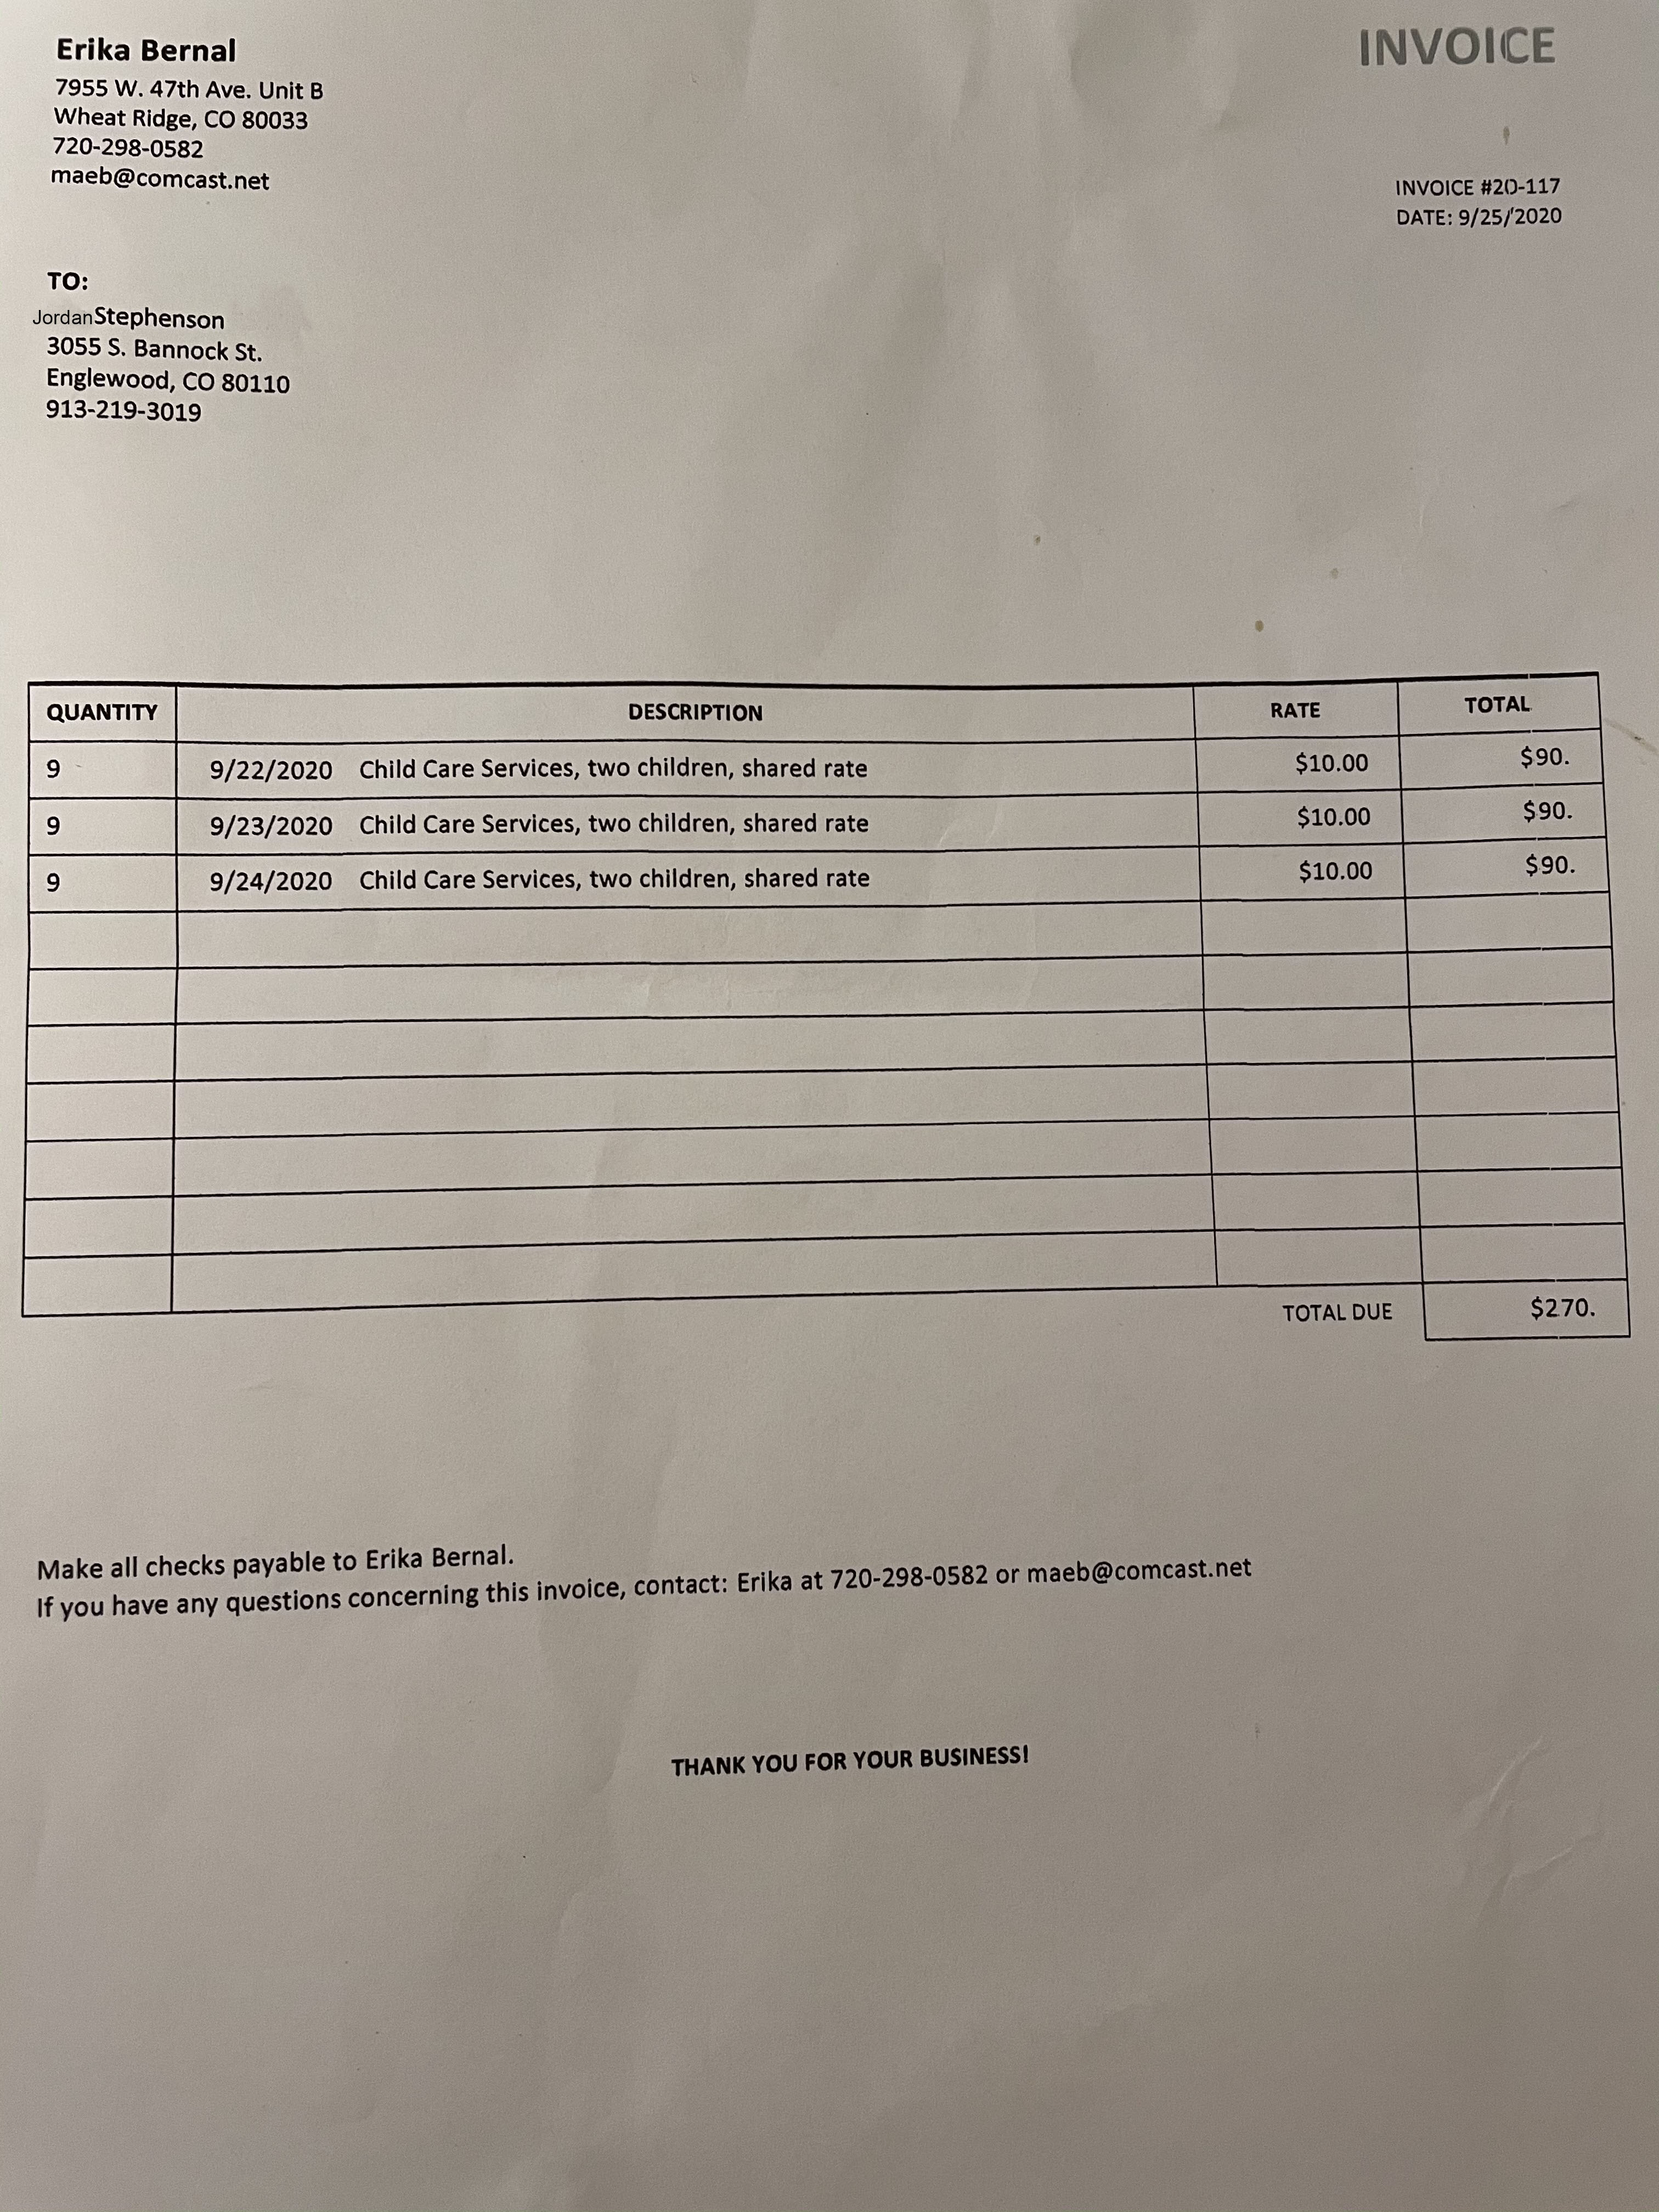 Erika Bernal
7955 W. 47th Ave. Unit B
Wheat Ridge, CO 80033
720-298-0582
maeb@comcast.net
INVOICE
INVOICE #20-117
DATE: 9/25/2020
TO:
Jordan Stephenson
3055 S. Bannock St.
Englewood, CO 80110
913-219-3019
QUANTITY DESCRIPTION RATE TOTAL
9 9/22/2020 Child Care Services, two children, shared rate $10.00 $90.
9 9/23/2020 Child Care Services, two children, shared rate $10.00 $90.
9 9/24/2020 Child Care Services, two children, shared rate $10.00 $90.
TOTAL DUE $270.
Make all checks payable to Erika Bernal.
If you have any questions concerning this invoice, contact: Erika at 720-298-0582 or maeb@comcast.net
THANK YOU FOR YOUR BUSINESS!